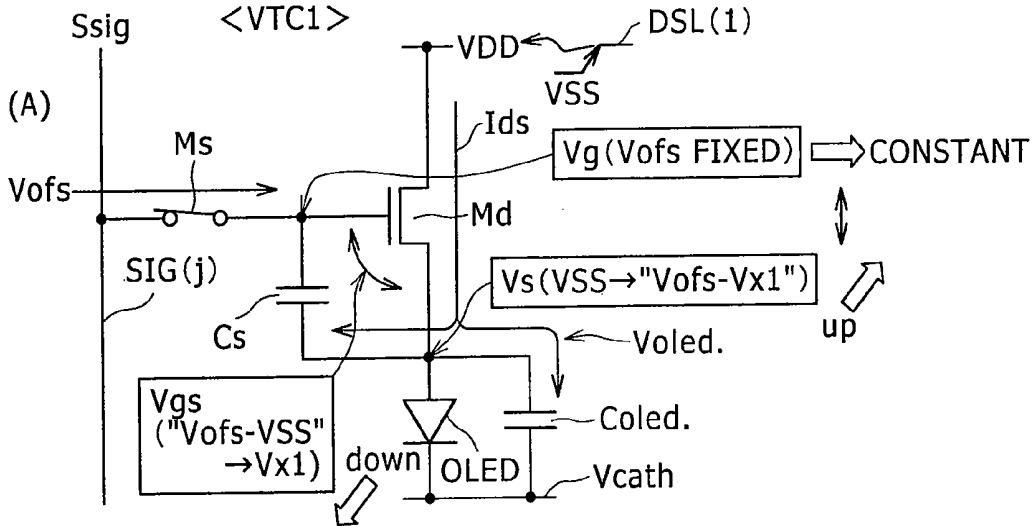 Ssig
<VTC1>
VDD
DSL(1)
VSS
(A)
Ids
Ms
Vg(Vofs FIXED)
CONSTANT
Vofs
Md
SIG(j)
Vs(VSS→"Vofs-Vx1")
Cs
up
Voled.
Vgs
("Vofs-VSS"
→Vx1)
Coled.
down
OLED
Vcath